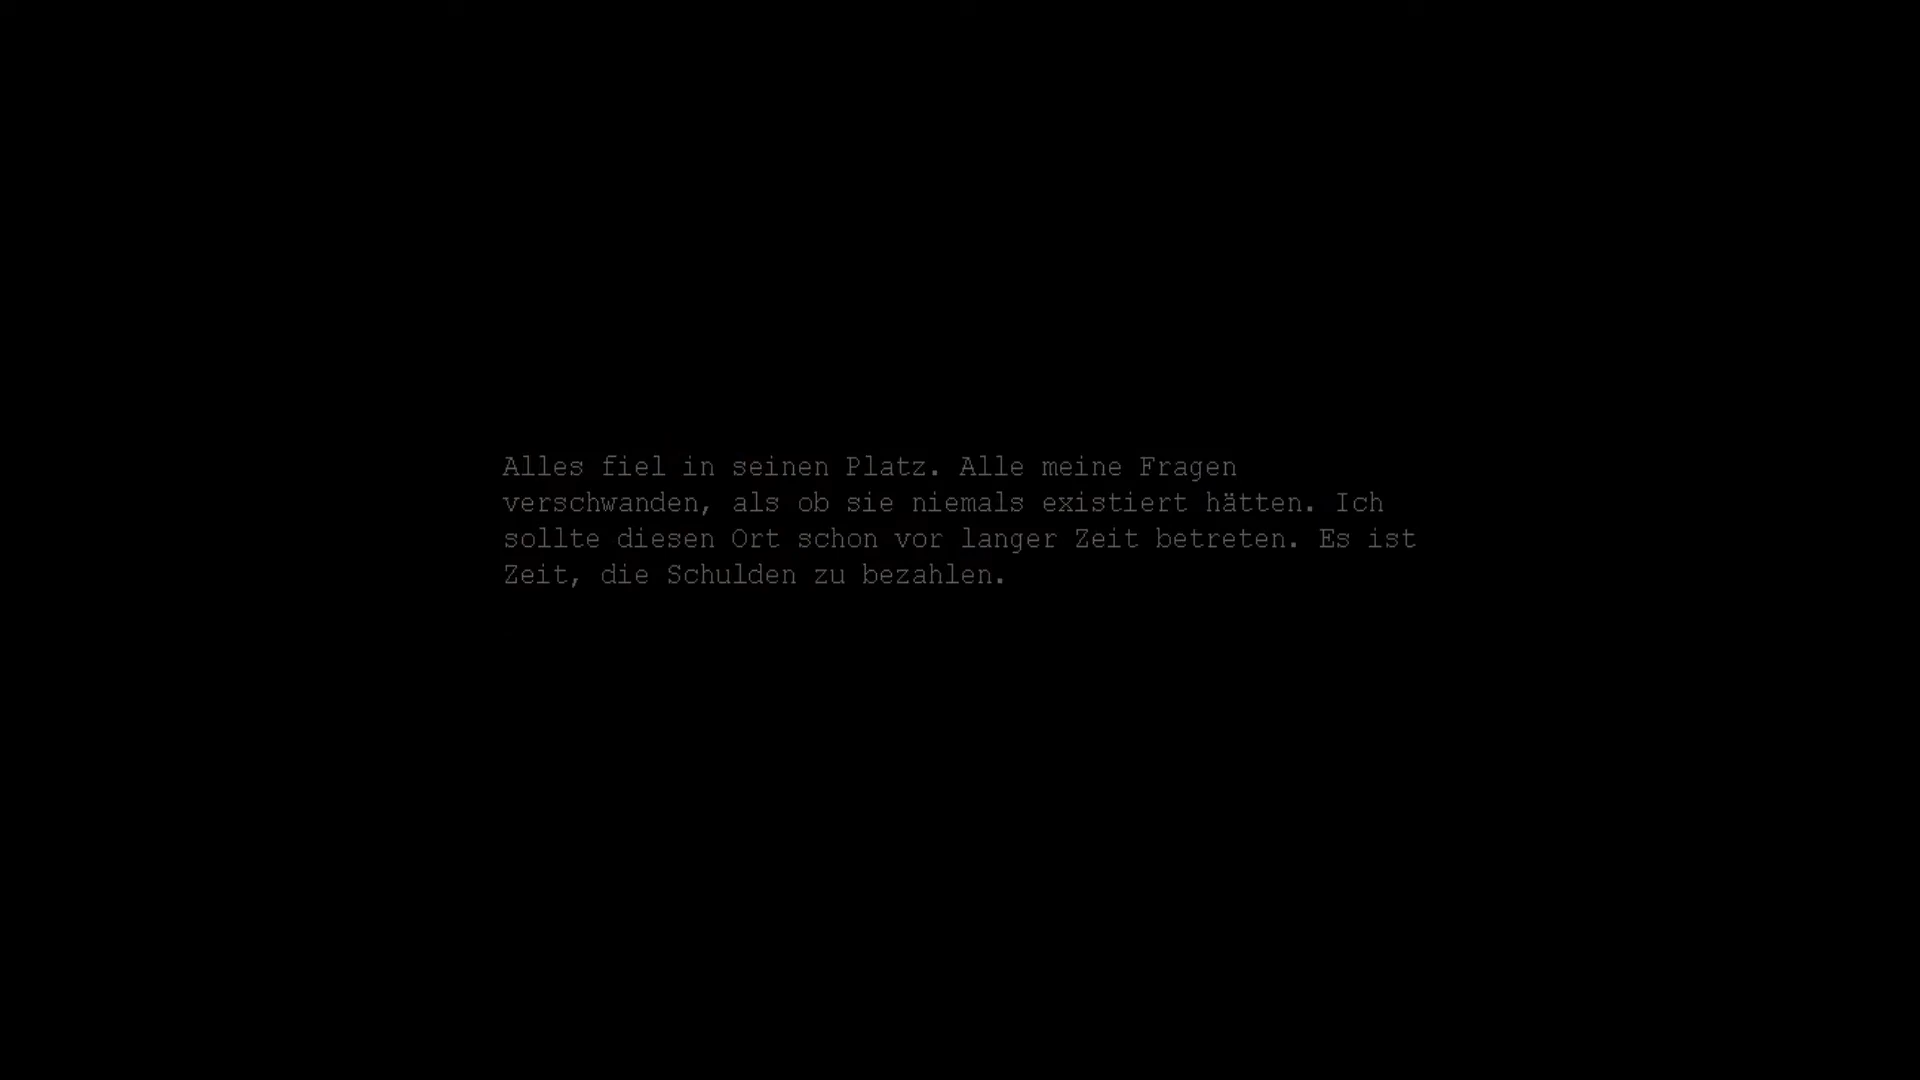 Alles fiel in seinen Platz. Alle meine Fragen
verschwanden, als ob sie niemals existiert hätten. Ich
sollte diesen Ort schon vor langer Zeit betreten. Es ist
Zeit, die Schulden zu bezahlen.